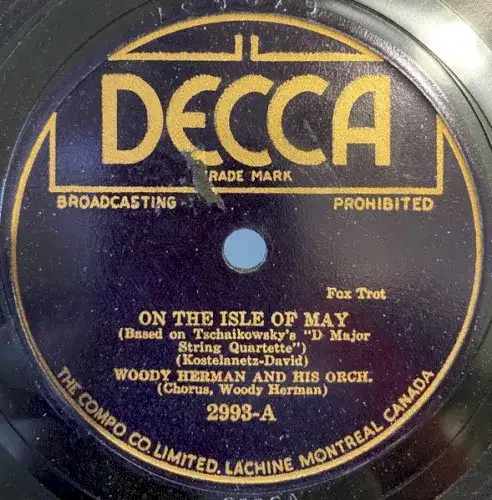 DECCA
TRADE MARK
BROADCASTING PROHIBITED
Fox Trot
ON THE ISLE OF MAY
(Based on Tschaikowsky's "D Major
String Quartette")
(Kostelanetz-David)
WOODY HERMAN AND HIS ORCH.
(Chorus, Woody Herman)
2993-A
THE COMPO CO. LIMITED, LACHINE MONTREAL CANADA